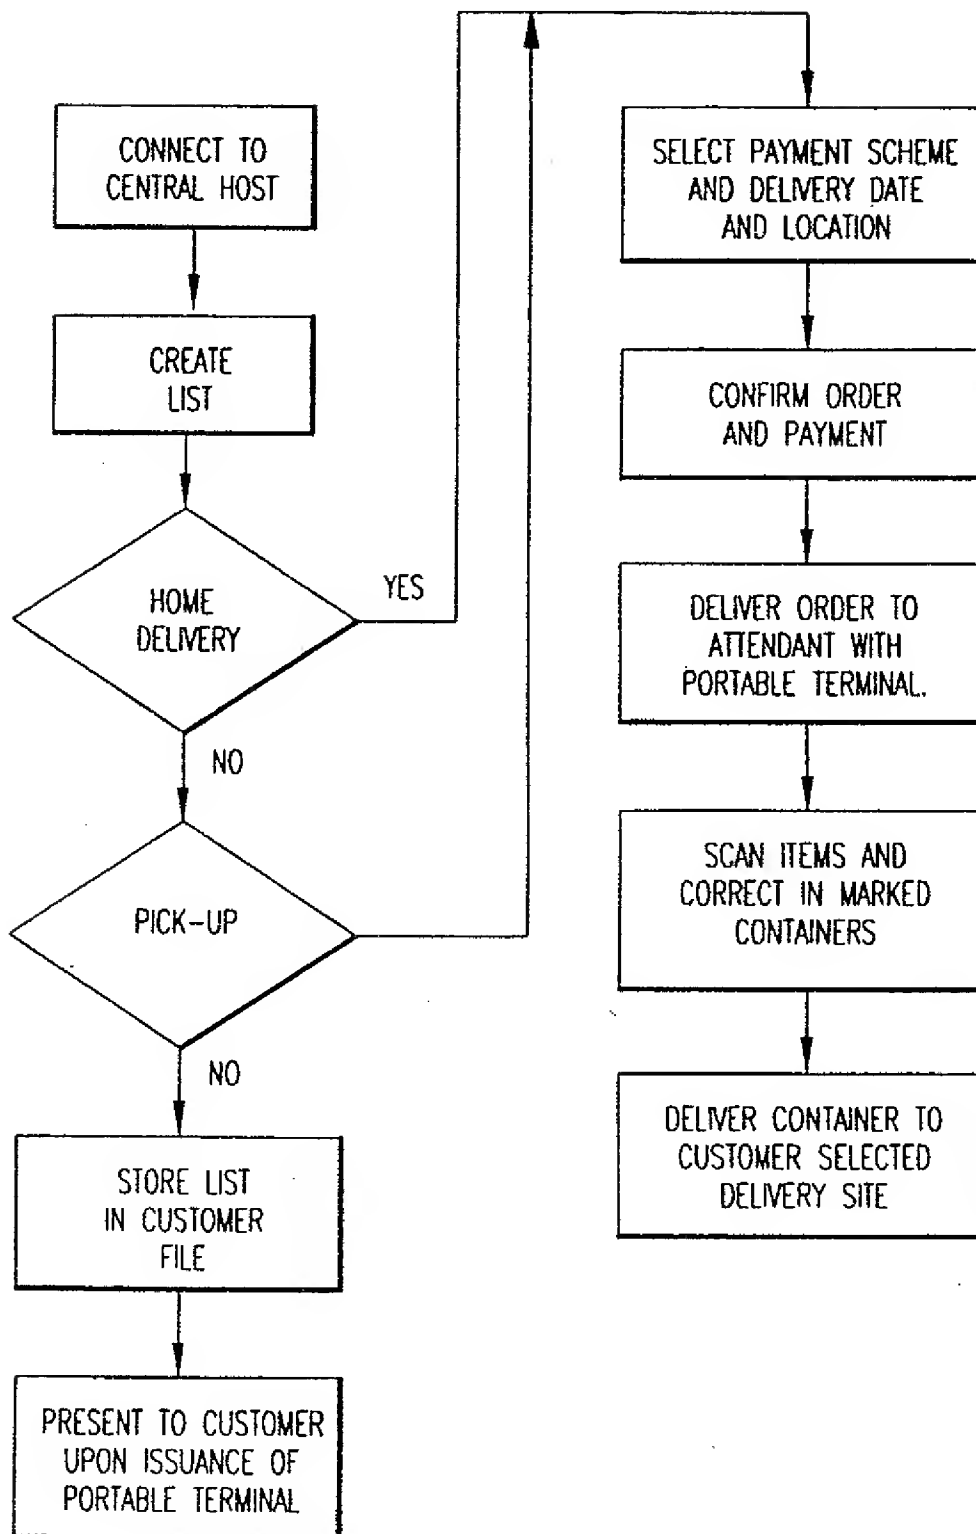 CONNECT TO
CENTRAL HOST
CREATE
LIST
HOME
DELIVERY
YES
NO
PICK-UP
NO
STORE LIST
IN CUSTOMER
FILE
PRESENT TO CUSTOMER
UPON ISSUANCE OF
PORTABLE TERMINAL
SELECT PAYMENT SCHEME
AND DELIVERY DATE
AND LOCATION
CONFIRM ORDER
AND PAYMENT
DELIVER ORDER TO
ATTENDANT WITH
PORTABLE TERMINAL.
SCAN ITEMS AND
CORRECT IN MARKED
CONTAINERS
DELIVER CONTAINER TO
CUSTOMER SELECTED
DELIVERY SITE